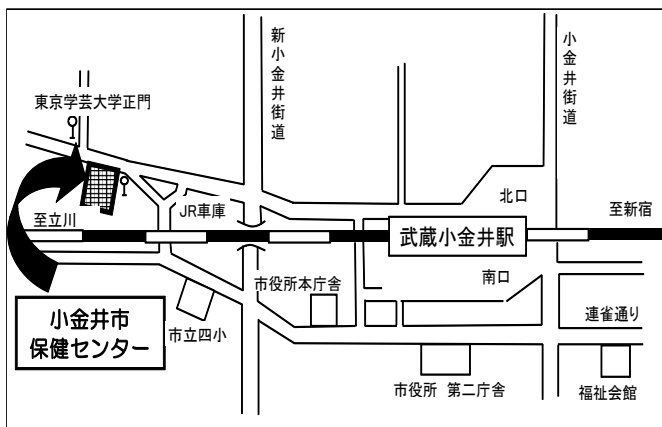 新小金井街道
小金井街道
東京学芸大学正門
北口
至新宿
至立川
JR車庫
武蔵小金井駅
市役所本庁舎
南口
小金井市
保健センター
市立四小
連雀通り
市役所 第二庁舎
福祉会館